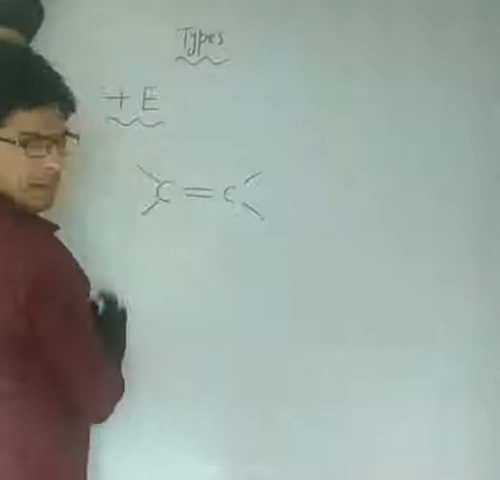 Types
+ E
C = C